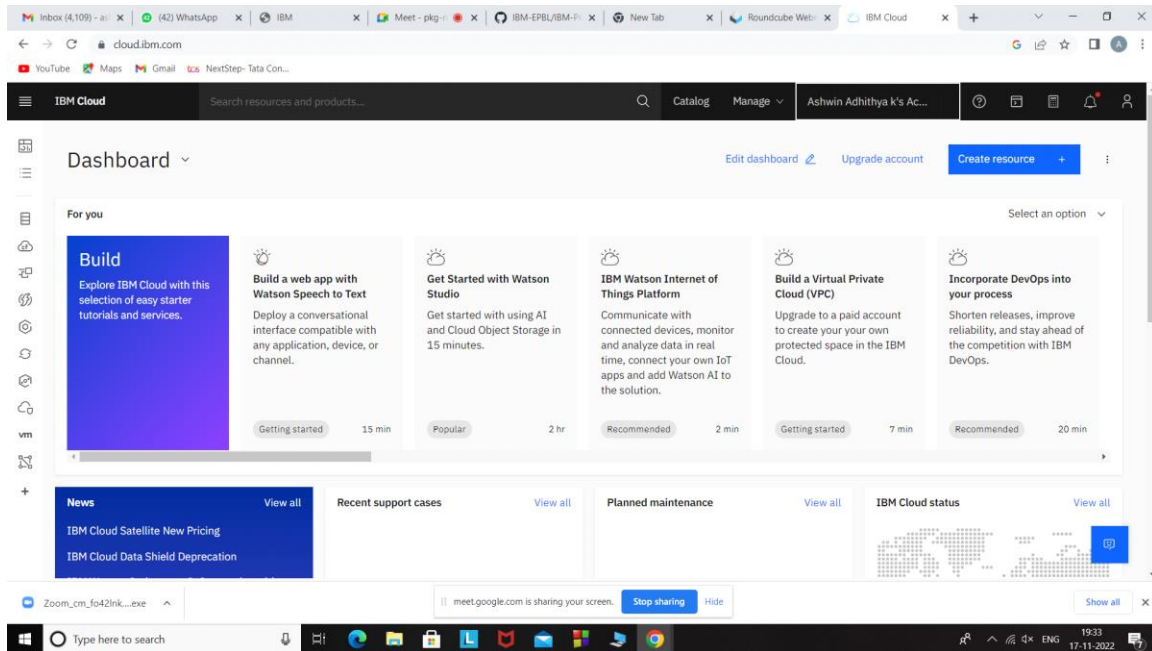 Inbox (4,109) - asl
(42) WhatsApp
IBM
Meet - pkg-r
IBM-EPBL/IBM-Pr
New Tab
Roundcube Webr
IBM Cloud
cloud.ibm.com
YouTube
Maps
Gmail
tcs NextStep- Tata Con...
IBM Cloud
Search resources and products...
Catalog
Manage
Ashwin Adhithya k's Ac...
Dashboard
Edit dashboard
Upgrade account
Create resource +
For you
Select an option
Build
Explore IBM Cloud with this
selection of easy starter
tutorials and services.
Build a web app with
Watson Speech to Text
Deploy a conversational
interface compatible with
any application, device, or
channel.
Getting started 15 min
Get Started with Watson
Studio
Get started with using AI
and Cloud Object Storage in
15 minutes.
Popular 2 hr
IBM Watson Internet of
Things Platform
Communicate with
connected devices, monitor
and analyze data in real
time, connect your own IoT
apps and add Watson AI to
the solution.
Recommended 2 min
Build a Virtual Private
Cloud (VPC)
Upgrade to a paid account
to create your your own
protected space in the IBM
Cloud.
Getting started 7 min
Incorporate DevOps into
your process
Shorten releases, improve
reliability, and stay ahead of
the competition with IBM
DevOps.
Recommended 20 min
vm
News View all
IBM Cloud Satellite New Pricing
IBM Cloud Data Shield Deprecation
Recent support cases View all
Planned maintenance View all
IBM Cloud status View all
Zoom_cm_fo42lnk....exe
meet.google.com is sharing your screen.
Stop sharing
Hide
Show all
Type here to search
ENG
19:33
17-11-2022